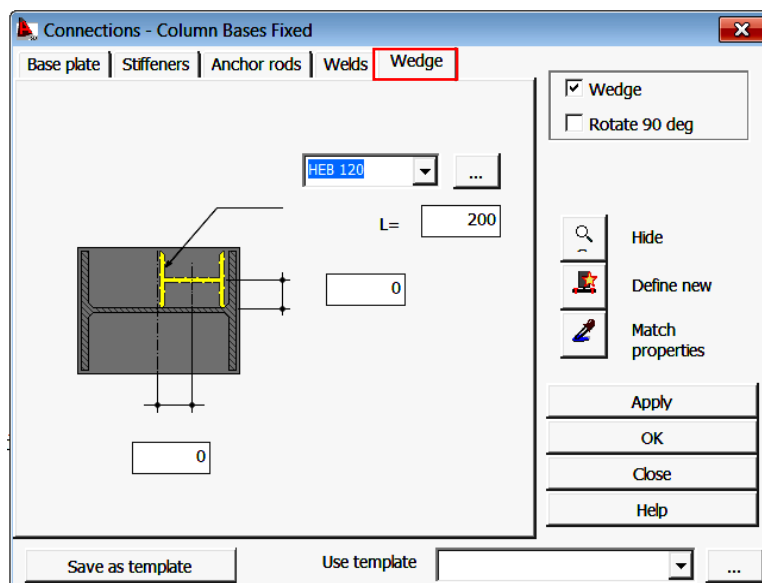 Connections - Column Bases Fixed
Base plate Stiffeners Anchor rods Welds Wedge
Wedge
Rotate 90 deg
HEB 120
...
L=
200
0
0
Hide
Define new
Match
properties
Apply
OK
Close
Help
Save as template
Use template
...